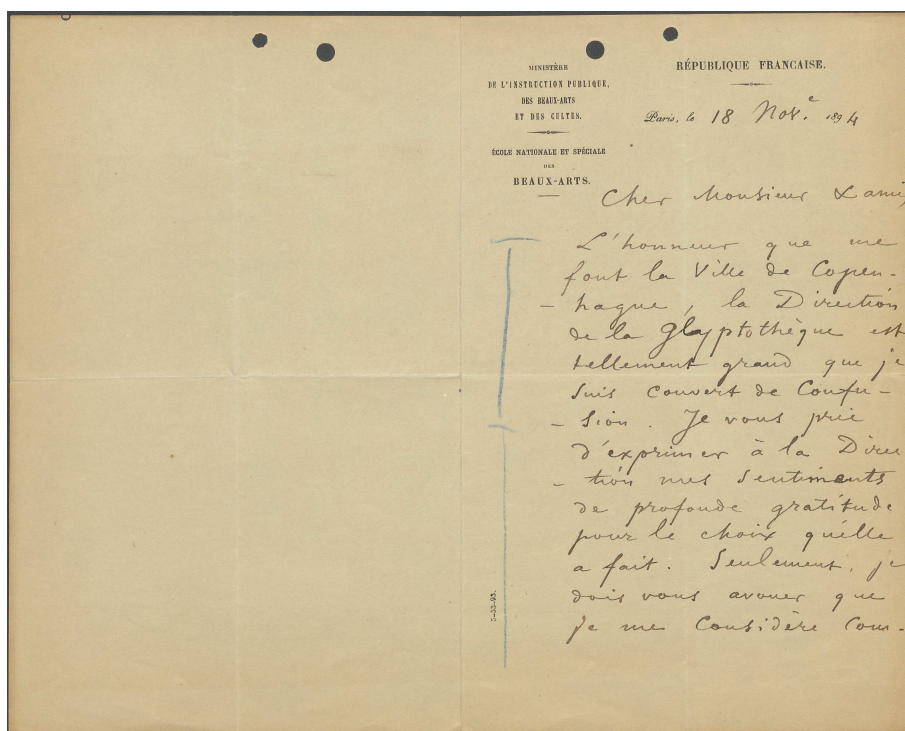 MINISTÈRE
DE L'INSTRUCTION PUBLIQUE,
DES BEAUX-ARTS
ET DES CULTES.
ÉCOLE NATIONALE ET SPÉCIALE
DES
BEAUX-ARTS.
RÉPUBLIQUE FRANCAISE.
Paris, le 18 Nov.e 1894
Cher Monsieur Lami,
L'honneur que me
font la Ville de Copen-
-hague, la Direction
de la Glyptothèque est
tellement grand que je
suis couvert de Confu-
-sion. Je vous prie
d'exprimer à la Direc
-tion mes sentiments
de profonde gratitude
pour le choix qu'elle
a fait. Seulement, je
dois vous avouer que
je me Considère Com-
5-53-93.